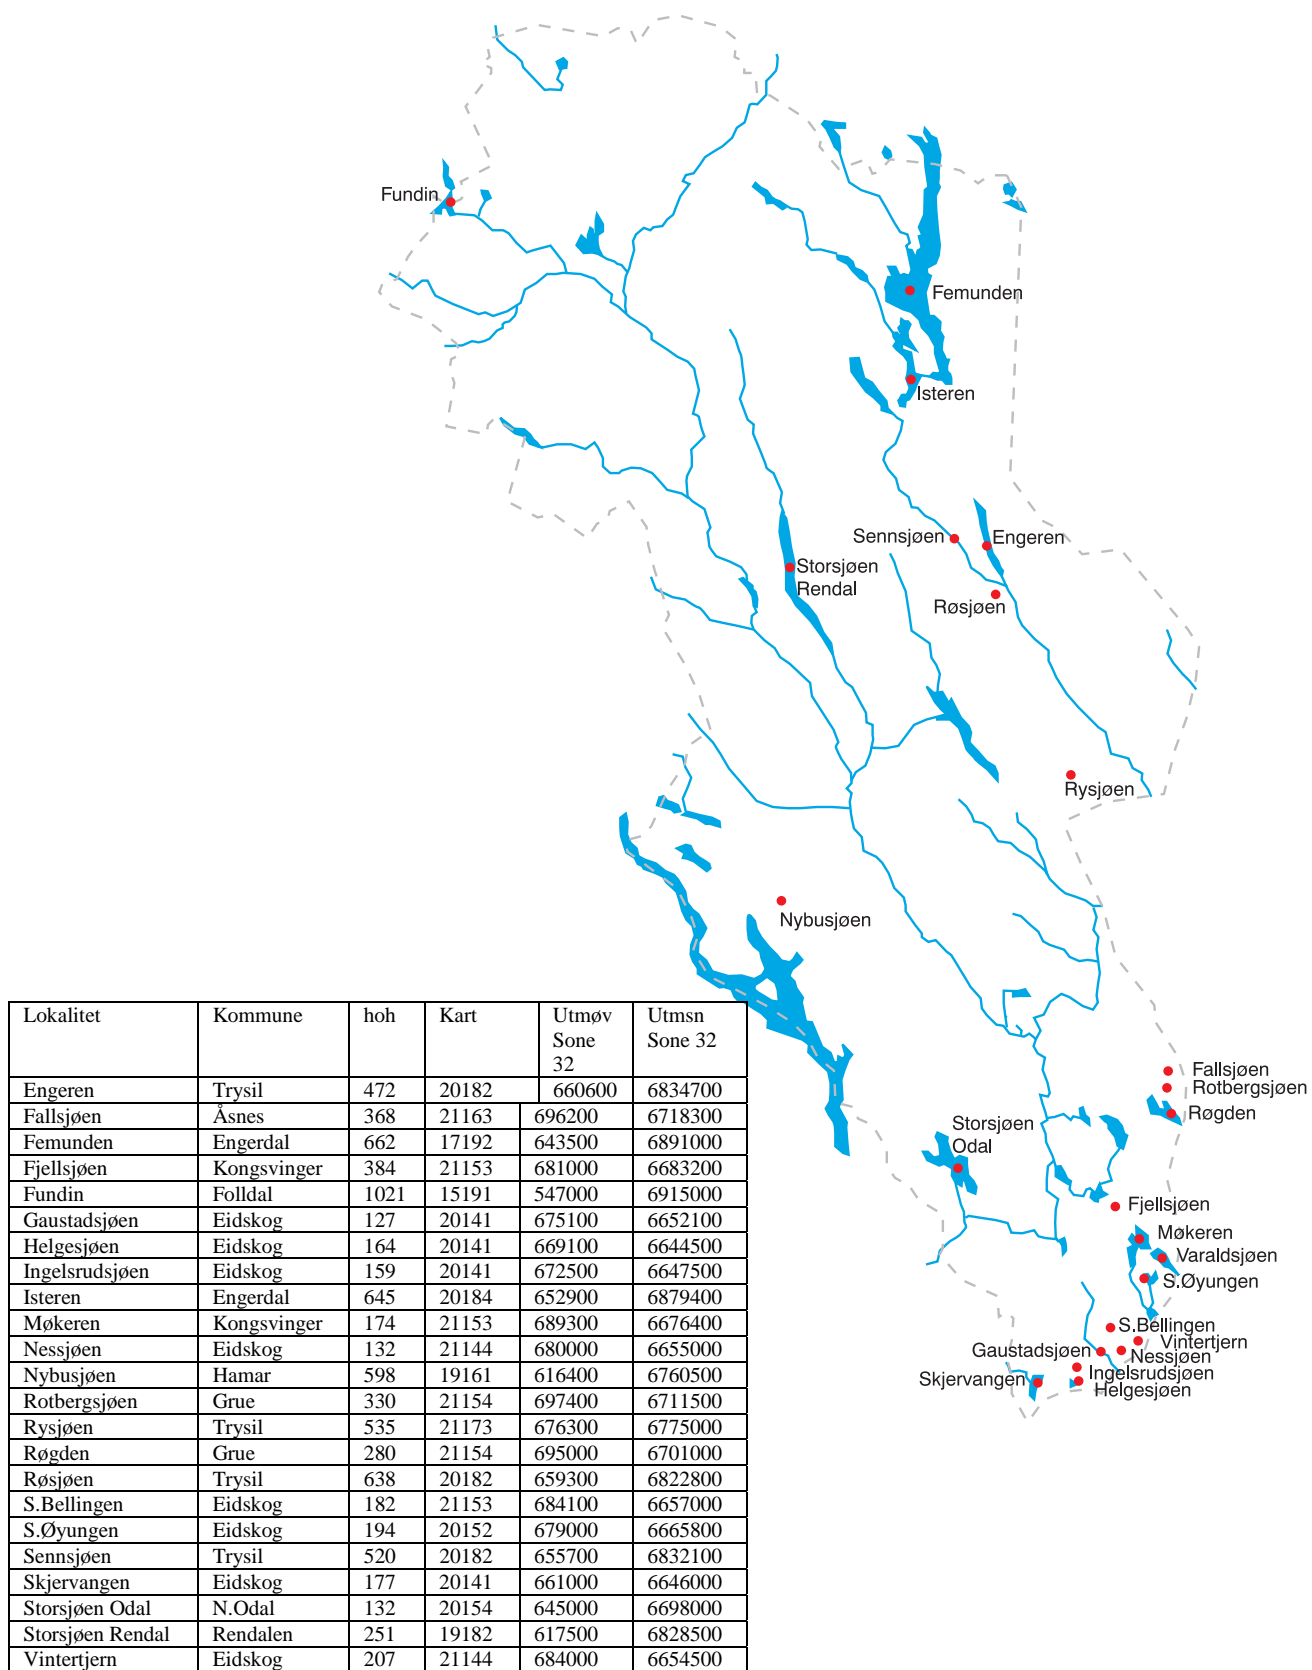 Fundin
Femunden
Isteren
Sennsjøen
Engeren
Storsjøen
Rendal
Røsjøen
Rysjøen
Nybusjøen
Fallsjøen
Rotbergsjøen
Røgden
Storsjøen
Odal
Fjellsjøen
Møkeren
Varaldsjøen
S.Øyungen
S.Bellingen
Vintertjern
Gaustadsjøen
Nessjøen
Ingelsrudsjøen
Skjervangen
Helgesjøen
Lokalitet Kommune hoh Kart Utmøv Utmsn
Sone Sone 32
32
Engeren Trysil 472 20182 660600 6834700
Fallsjøen Åsnes 368 21163 696200 6718300
Femunden Engerdal 662 17192 643500 6891000
Fjellsjøen Kongsvinger 384 21153 681000 6683200
Fundin Folldal 1021 15191 547000 6915000
Gaustadsjøen Eidskog 127 20141 675100 6652100
Helgesjøen Eidskog 164 20141 669100 6644500
Ingelsrudsjøen Eidskog 159 20141 672500 6647500
Isteren Engerdal 645 20184 652900 6879400
Møkeren Kongsvinger 174 21153 689300 6676400
Nessjøen Eidskog 132 21144 680000 6655000
Nybusjøen Hamar 598 19161 616400 6760500
Rotbergsjøen Grue 330 21154 697400 6711500
Rysjøen Trysil 535 21173 676300 6775000
Røgden Grue 280 21154 695000 6701000
Røsjøen Trysil 638 20182 659300 6822800
S.Bellingen Eidskog 182 21153 684100 6657000
S.Øyungen Eidskog 194 20152 679000 6665800
Sennsjøen Trysil 520 20182 655700 6832100
Skjervangen Eidskog 177 20141 661000 6646000
Storsjøen Odal N.Odal 132 20154 645000 6698000
Storsjøen Rendal Rendalen 251 19182 617500 6828500
Vintertjern Eidskog 207 21144 684000 6654500